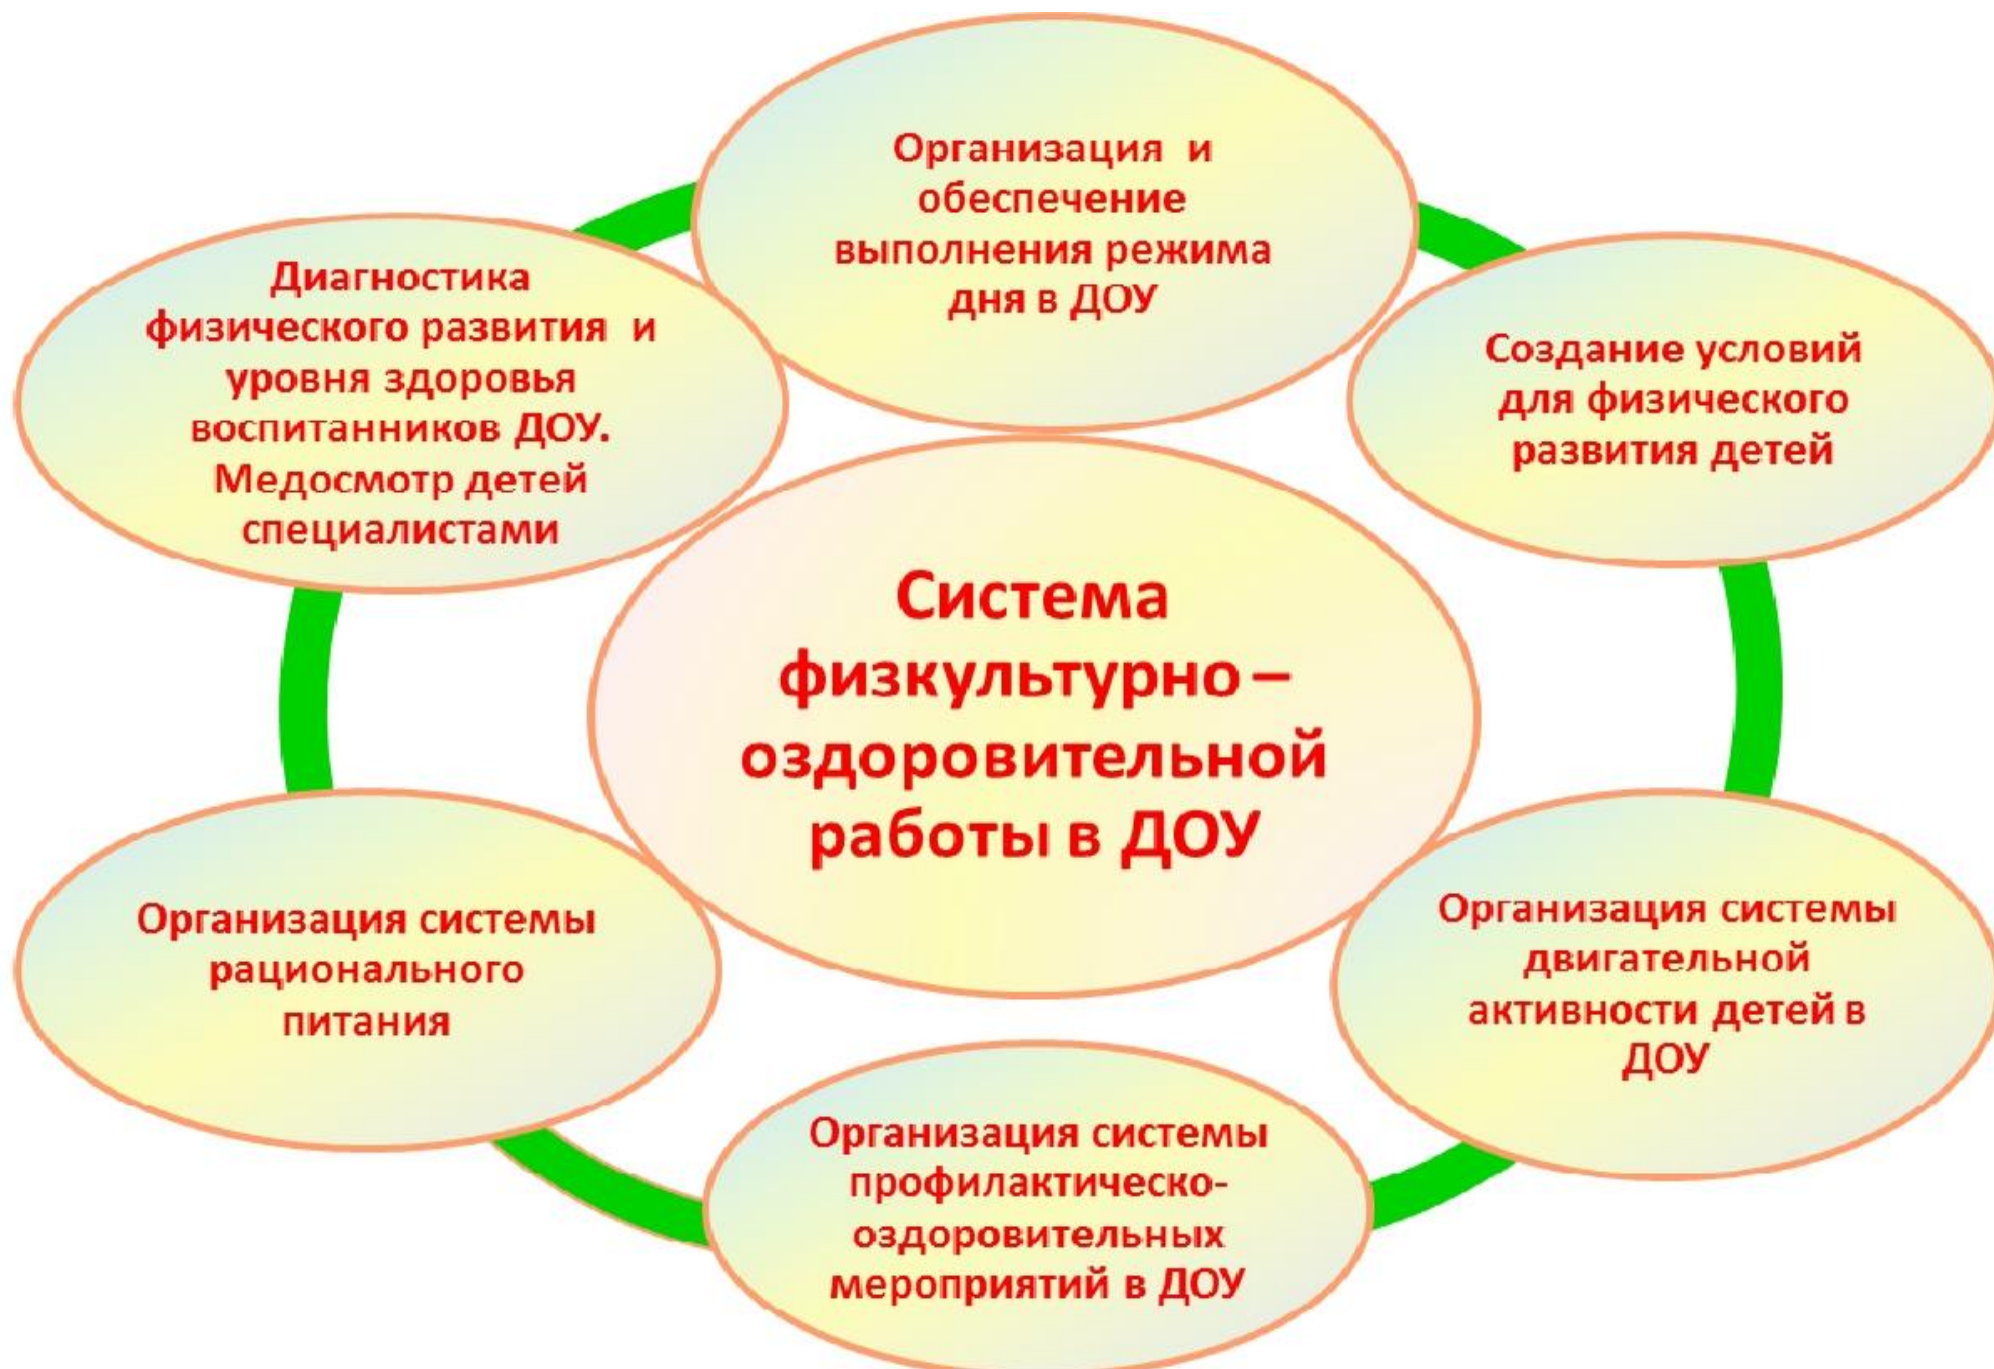 Организация и
обеспечение
выполнения режима
дня в ДОУ
Диагностика
физического развития и
уровня здоровья
воспитанников ДОУ.
Медосмотр детей
специалистами
Создание условий
для физического
развития детей
Система
физкультурно –
оздоровительной
работы в ДОУ
Организация системы
рационального
питания
Организация системы
двигательной
активности детей в
ДОУ
Организация системы
профилактическо-
оздоровительных
мероприятий в ДОУ